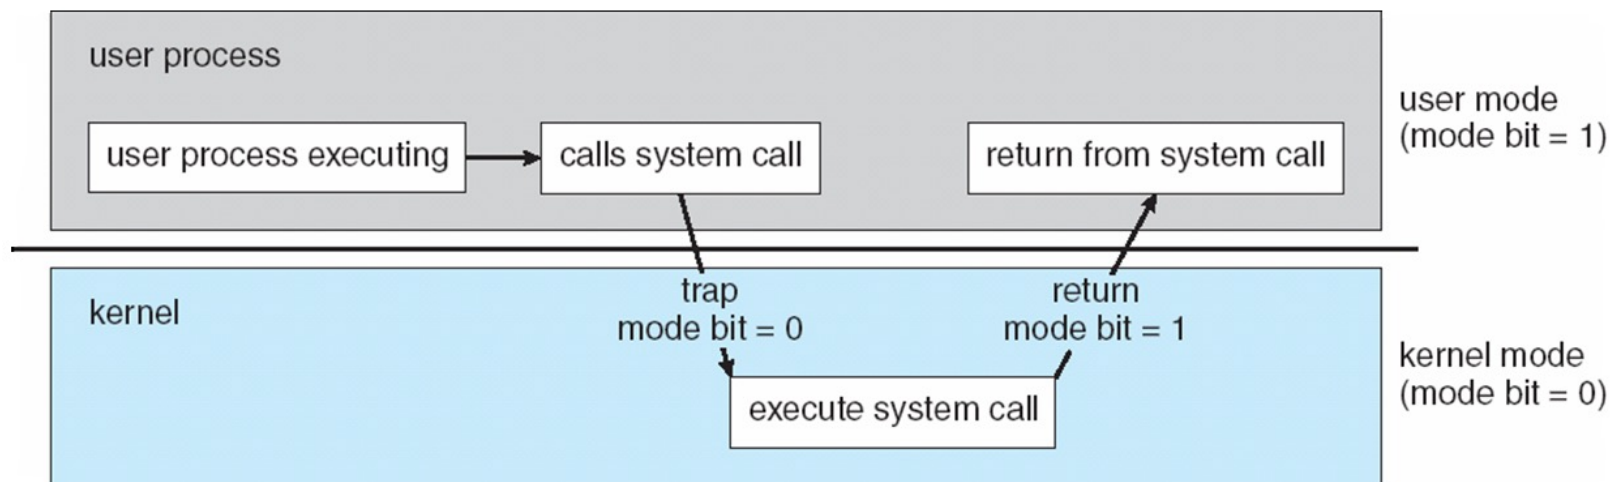 user process
user process executing
calls system call
return from system call
user mode
(mode bit = 1)
kernel
trap
mode bit = 0
return
mode bit = 1
execute system call
kernel mode
(mode bit = 0)